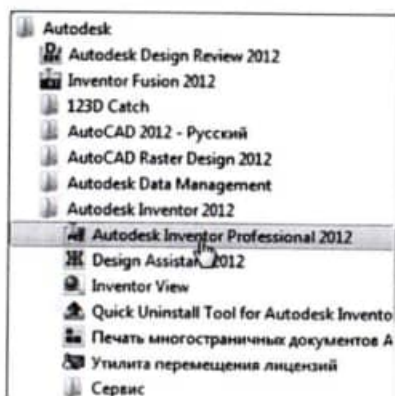 Autodesk
Autodesk Design Review 2012
Inventor Fusion 2012
123D Catch
AutoCAD 2012 - Русский
AutoCAD Raster Design 2012
Autodesk Data Management
Autodesk Inventor 2012
Autodesk Inventor Professional 2012
Design Assistant 2012
Inventor View
Quick Uninstall Tool for Autodesk Invento
Печать многостраничных документов A
Утилита перемещения лицензий
Сервис